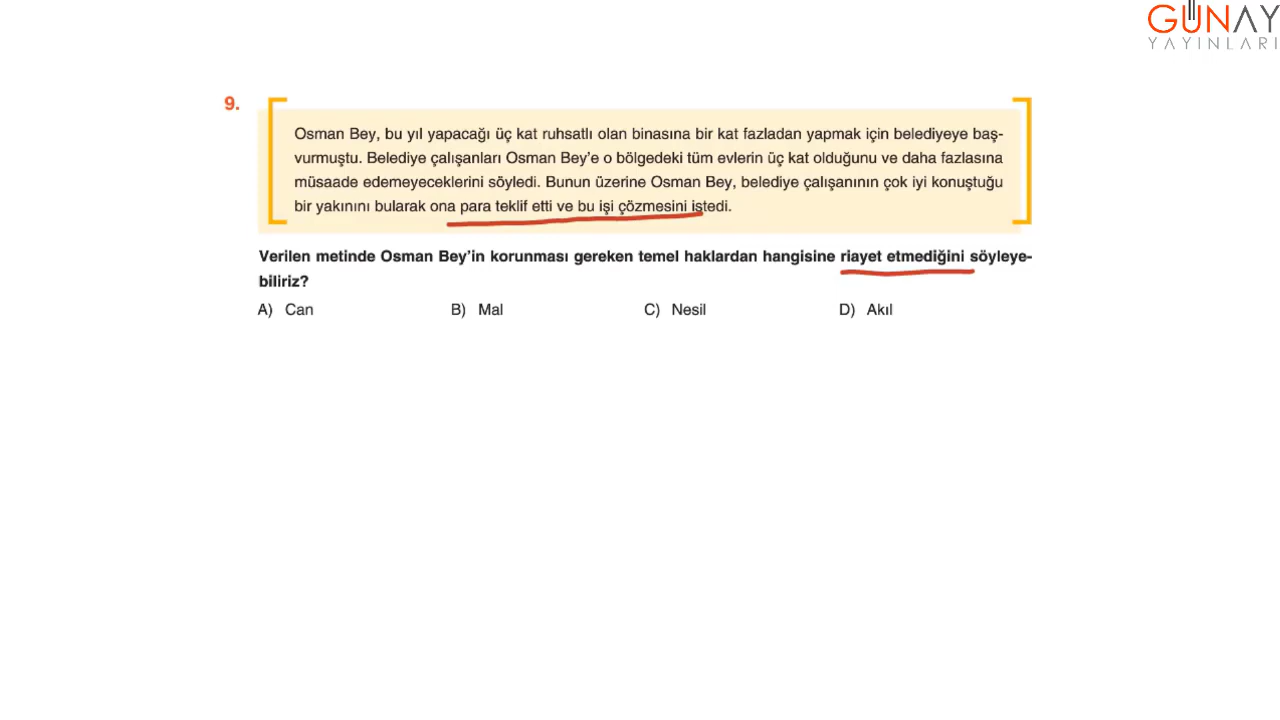 GÜNAY
YAYINLARI
9.
Osman Bey, bu yıl yapacağı üç kat ruhsatlı olan binasına bir kat fazladan yapmak için belediyeye baş-
vurmuştu. Belediye çalışanları Osman Bey'e o bölgedeki tüm evlerin üç kat olduğunu ve daha fazlasına
müsaade edemeyeceklerini söyledi. Bunun üzerine Osman Bey, belediye çalışanının çok iyi konuştuğu
bir yakınını bularak ona para teklif etti ve bu işi çözmesini istedi.
Verilen metinde Osman Bey'in korunması gereken temel haklardan hangisine riayet etmediğini söyleye-
biliriz?
A) Can B) Mal C) Nesil D) Akıl